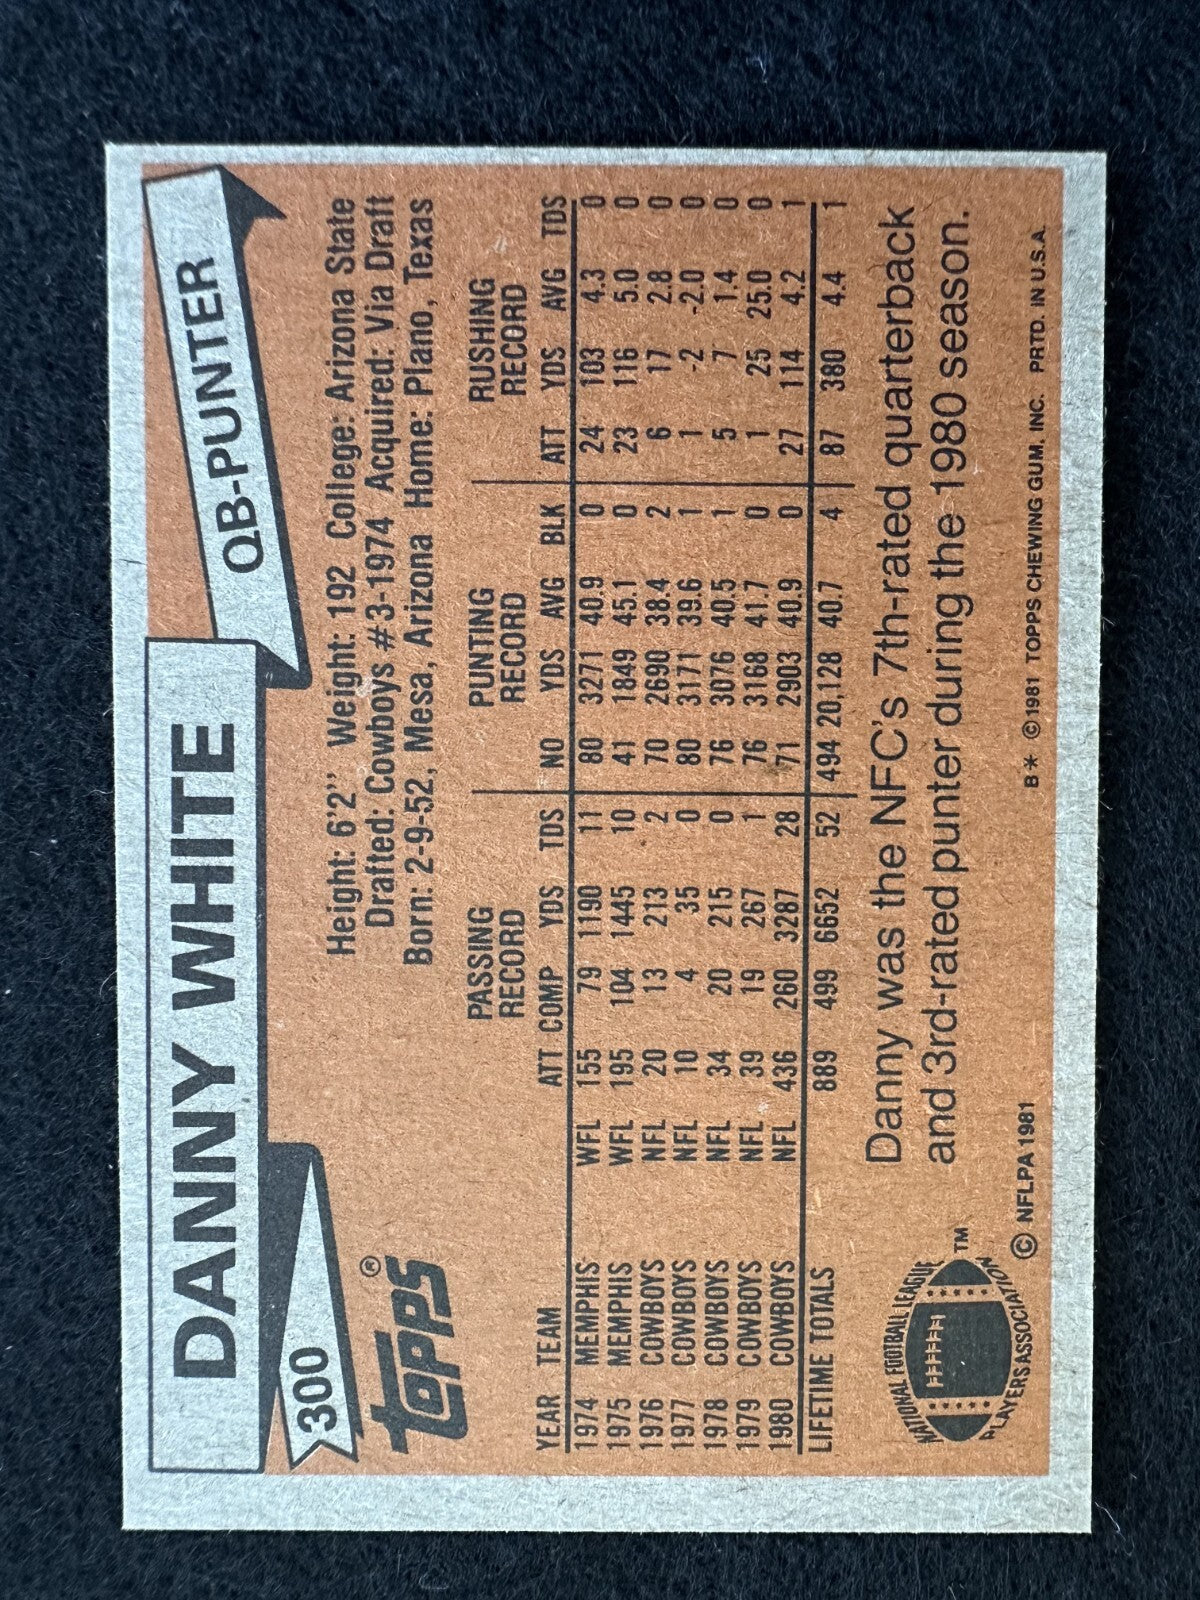 DANNY WHITE
QB-PUNTER
300
topps®
Height: 6'2" Weight: 192 College: Arizona State
Drafted: Cowboys #3-1974 Acquired: Via Draft
Born: 2-9-52, Mesa, Arizona Home: Plano, Texas
PASSING RECORD PUNTING RECORD RUSHING RECORD
YEAR TEAM ATT COMP YDS TDS NO YDS AVG BLK ATT YDS AVG TDS
1974 MEMPHIS WFL 155 79 1190 11 80 3271 40.9 0 24 103 4.3 0
1975 MEMPHIS WFL 195 104 1445 10 41 1849 45.1 0 23 116 5.0 0
1976 COWBOYS NFL 20 13 213 2 70 2690 38.4 2 6 17 2.8 0
1977 COWBOYS NFL 10 4 35 0 80 3171 39.6 1 1 -2 -2.0 0
1978 COWBOYS NFL 34 20 215 0 76 3076 40.5 1 5 7 1.4 0
1979 COWBOYS NFL 39 19 267 1 76 3168 41.7 0 1 25 25.0 0
1980 COWBOYS NFL 436 260 3287 28 71 2903 40.9 0 27 114 4.2 1
LIFETIME TOTALS 889 499 6652 52 494 20,128 40.7 4 87 380 4.4 1
Danny was the NFC's 7th-rated quarterback
and 3rd-rated punter during the 1980 season.
NATIONAL FOOTBALL LEAGUE
PLAYERS ASSOCIATION
TM
© NFLPA 1981
B* ©1981 TOPPS CHEWING GUM, INC. PRTD. IN U.S.A.